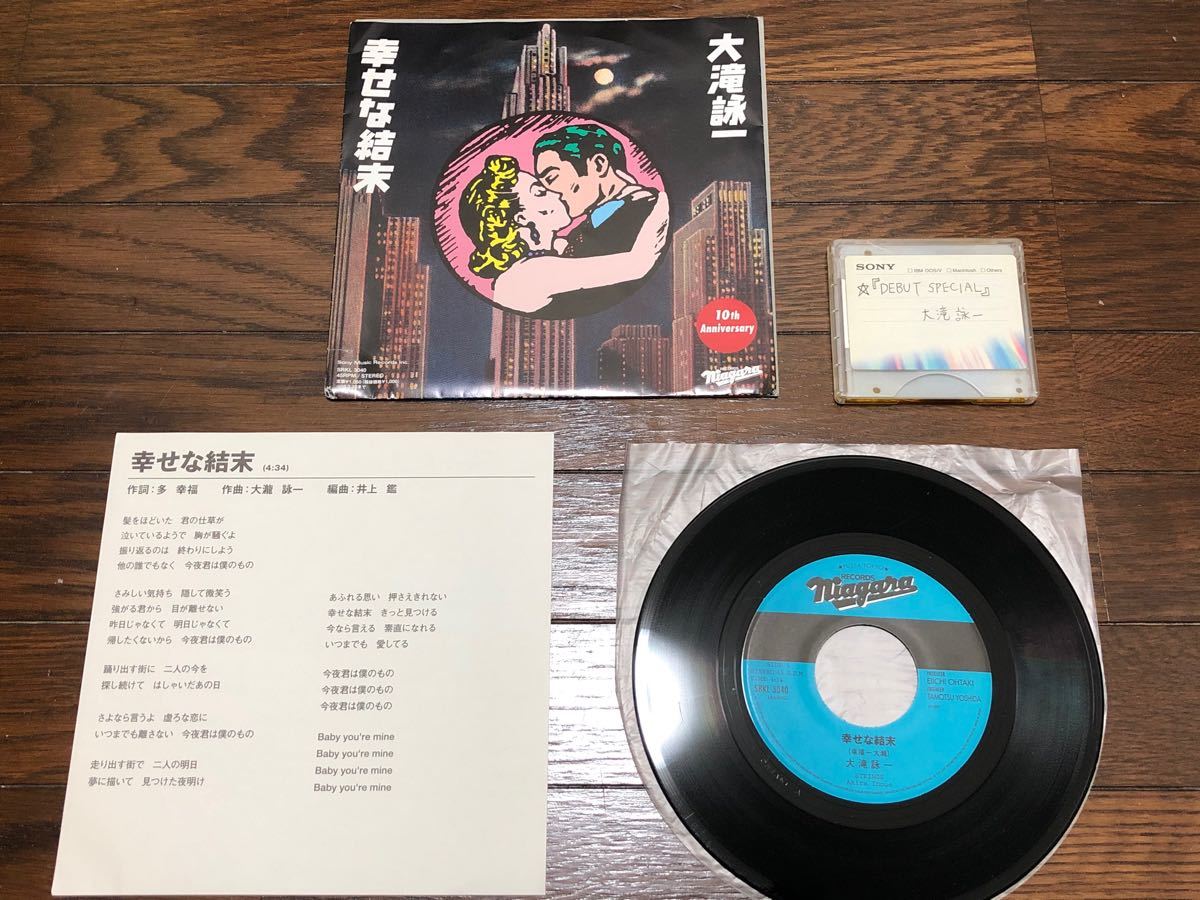 幸せな結末
大滝詠一
10th
Anniversary
Sony Music Records Inc.
SRKL 3040
45RPM/STEREO
Niagara
SONY
□IBM DOS/V □Macintosh □Others
☆『DEBUT SPECIAL』
大滝詠一
幸せな結末 (4:34)
作詞:多 幸福 作曲:大瀧 詠一 編曲:井上 鑑
髪をほどいた 君の仕草が
泣いているようで 胸が騒ぐよ
振り返るのは 終わりにしよう
他の誰でもなく 今夜君は僕のもの
さみしい気持ち 隠して微笑う
強がる君から 目が離せない
昨日じゃなくて 明日じゃなくて
帰したくないから 今夜君は僕のもの
踊り出す街に 二人の今を
探し続けて はしゃいだあの日
さよなら言うよ 虚ろな恋に
いつまでも離さない 今夜君は僕のもの
走り出す街で 二人の明日
夢に描いて 見つけた夜明け
あふれる思い 押さえきれない
幸せな結末 きっと見つける
今なら言える 素直になれる
いつまでも 愛してる
今夜君は僕のもの
今夜君は僕のもの
今夜君は僕のもの
Baby you're mine
Baby you're mine
Baby you're mine
Baby you're mine
RECORDS
Niagara
SRKL 3040
PRODUCER
EIICHI OHTAKI
ENGINEER
TAMOTSU YOSHIDA
幸せな結末
大滝詠一
STRINGS
Akira Inoue